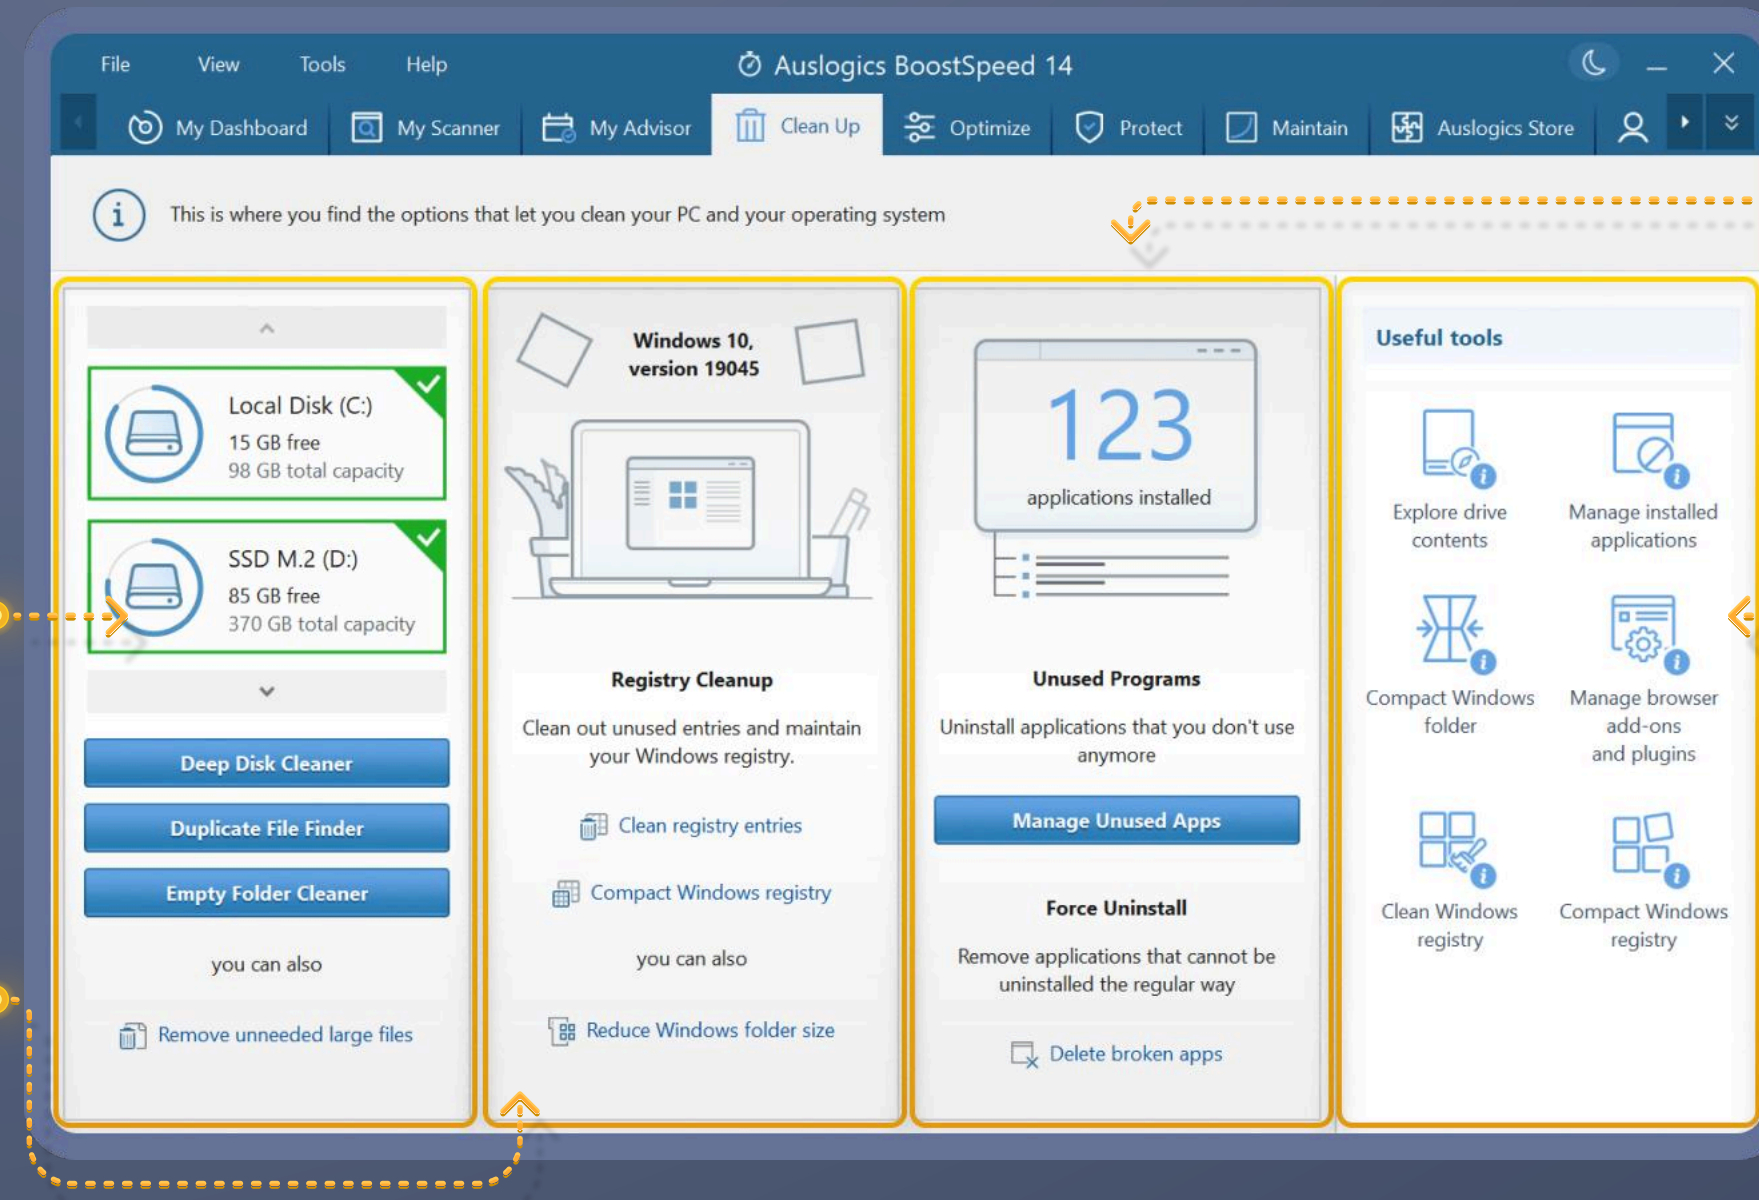 File View Tools Help
Auslogics BoostSpeed 14
My Dashboard My Scanner My Advisor Clean Up Optimize Protect Maintain Auslogics Store
This is where you find the options that let you clean your PC and your operating system
Local Disk (C:)
15 GB free
98 GB total capacity
SSD M.2 (D:)
85 GB free
370 GB total capacity
Deep Disk Cleaner
Duplicate File Finder
Empty Folder Cleaner
you can also
Remove unneeded large files
Windows 10,
version 19045
Registry Cleanup
Clean out unused entries and maintain
your Windows registry.
Clean registry entries
Compact Windows registry
you can also
Reduce Windows folder size
123
applications installed
Unused Programs
Uninstall applications that you don't use
anymore
Manage Unused Apps
Force Uninstall
Remove applications that cannot be
uninstalled the regular way
Delete broken apps
Useful tools
Explore drive
contents
Manage installed
applications
Compact Windows
folder
Manage browser
add-ons
and plugins
Clean Windows
registry
Compact Windows
registry